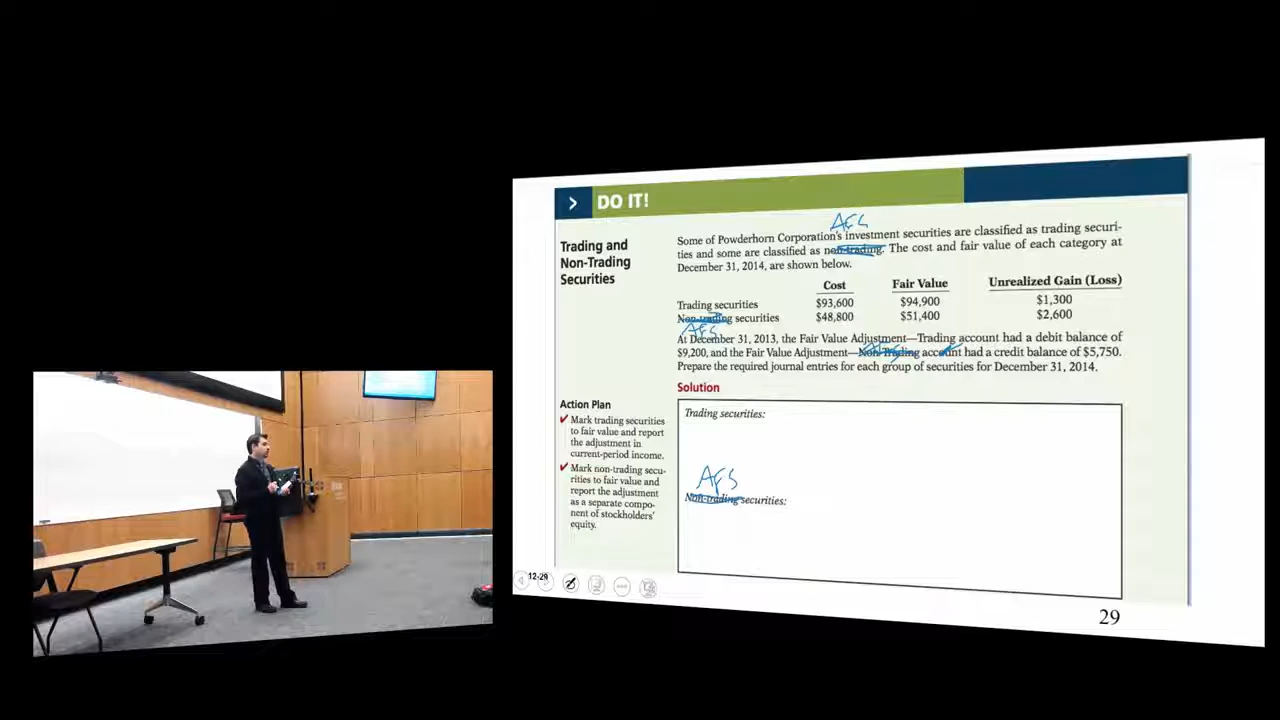 > DO IT!
Trading and
Non-Trading
Securities
AFS
Some of Powderhorn Corporation's investment securities are classified as trading securi-
ties and some are classified as non-trading. The cost and fair value of each category at
December 31, 2014, are shown below.
Cost Fair Value Unrealized Gain (Loss)
Trading securities $93,600 $94,900 $1,300
Non-trading securities $48,800 $51,400 $2,600
AFS
At December 31, 2013, the Fair Value Adjustment—Trading account had a debit balance of
$9,200, and the Fair Value Adjustment—Non-Trading account had a credit balance of $5,750.
Prepare the required journal entries for each group of securities for December 31, 2014.
Solution
Trading securities:
AFS
Non-trading securities:
Action Plan
✔ Mark trading securities
to fair value and report
the adjustment in
current-period income.
✔ Mark non-trading secu-
rities to fair value and
report the adjustment
as a separate compo-
nent of stockholders'
equity.
12-29
29